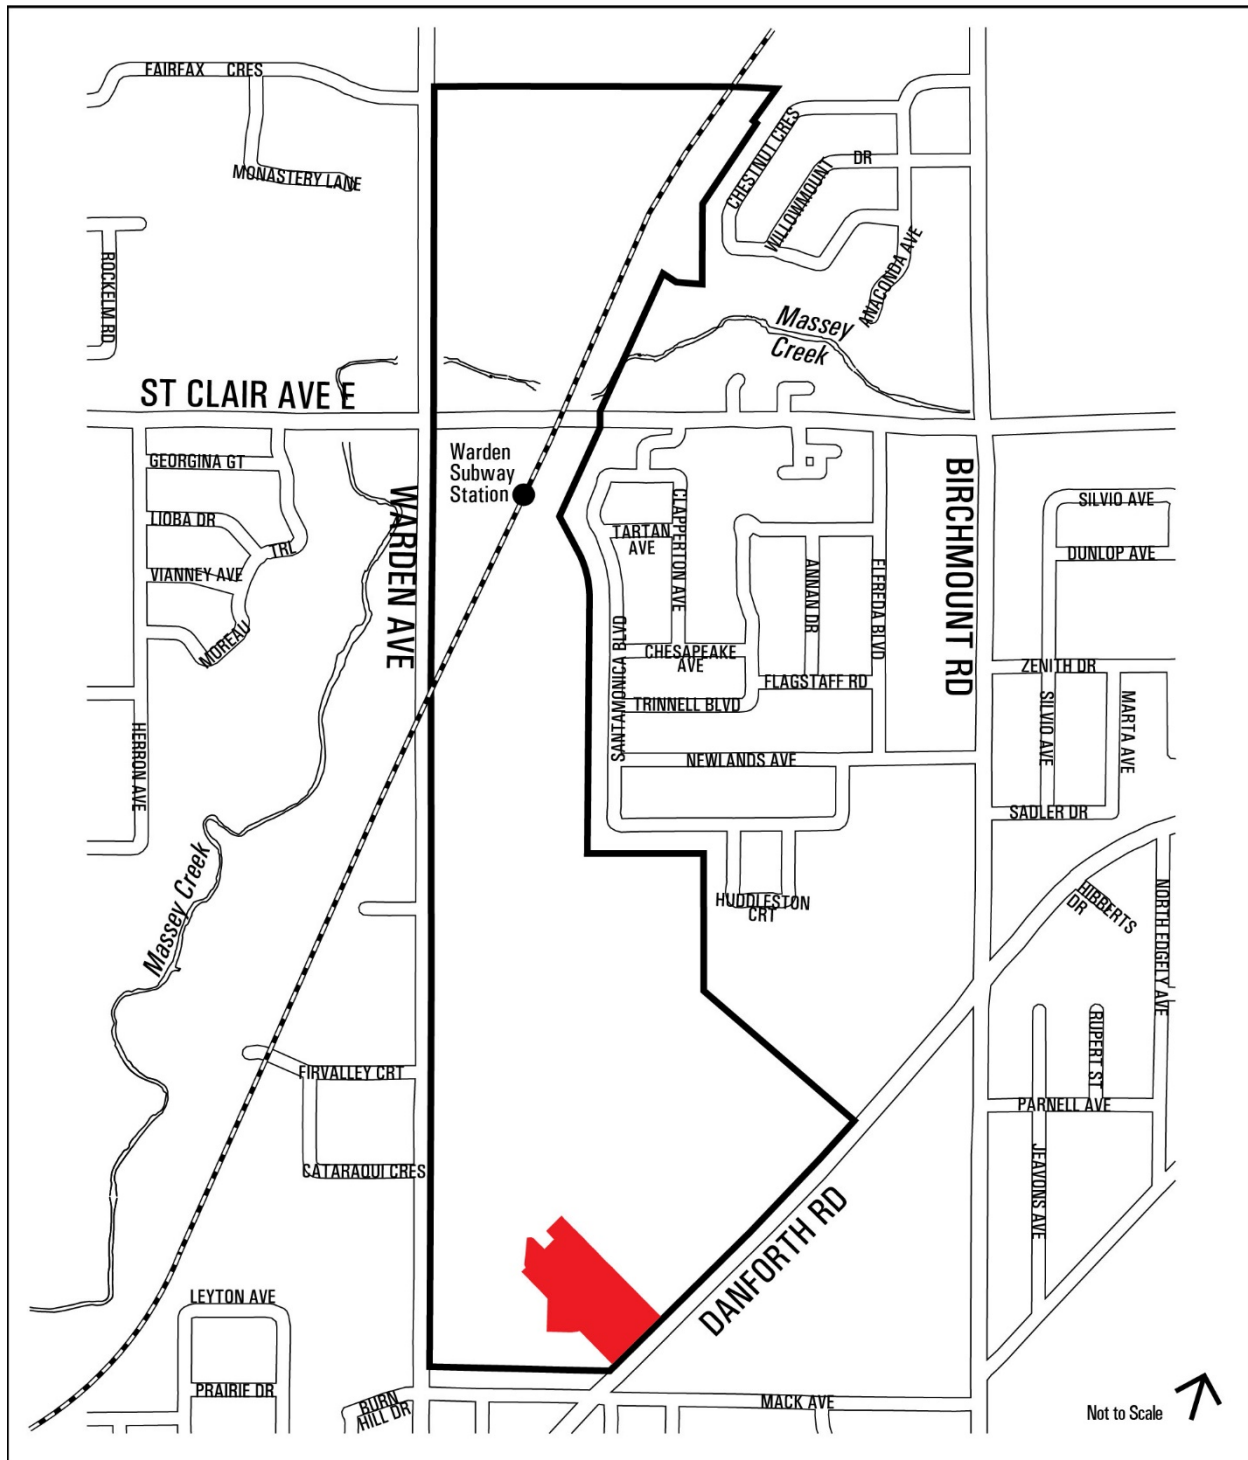 FAIRFAX CRES
MONASTERY LANE
ROCKELM RD
CHESTNUT CRES
WILLOWMOUNT DR
ANACONDA AVE
Massey
Creek
ST CLAIR AVE E
GEORGINA GT
LIOBA DR
TRL
VIANNEY AVE
MOREAU
HERRON AVE
WARDEN AVE
Warden
Subway
Station
TARTAN
AVE
CLAPPERTON AVE
SANTAMONICA BLVD
CHESAPEAKE
AVE
TRINNELL BLVD
ANNAN DR
ELFREDA BLVD
FLAGSTAFF RD
NEWLANDS AVE
BIRCHMOUNT RD
SILVIO AVE
DUNLOP AVE
ZENITH DR
SILVIO AVE
MARTA AVE
SADLER DR
HUDDLESTON
CRT
HIBBERTS
DR
NORTH EDGELY AVE
Massey Creek
FIRVALLEY CRT
CATARAQUI CRES
RUPERT ST
PARNELL AVE
JEAVONS AVE
DANFORTH RD
LEYTON AVE
PRAIRIE DR
BURN
HILL DR
MACK AVE
Not to Scale